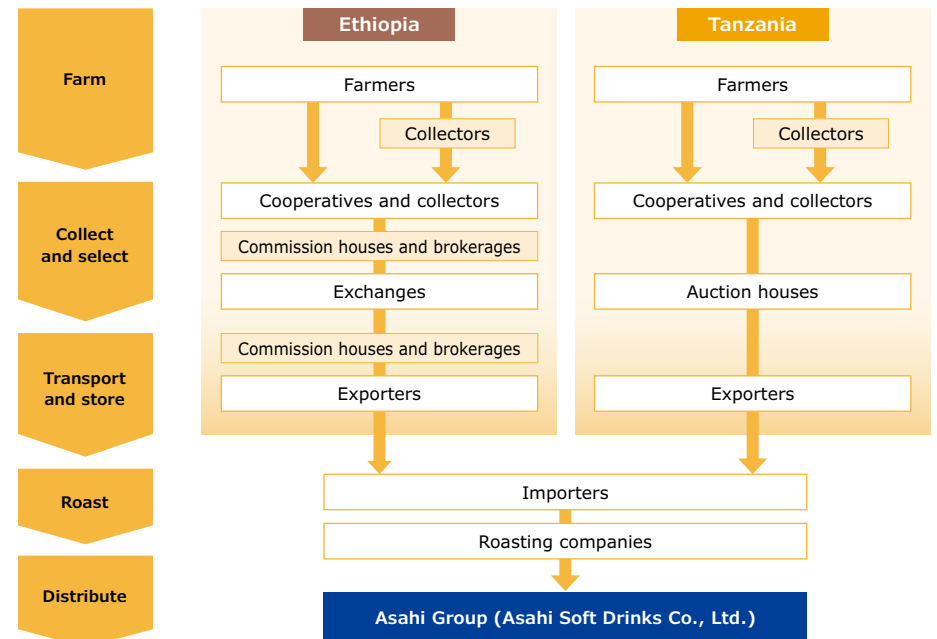 Ethiopia
Tanzania
Farm
Farmers
Farmers
Collectors
Collectors
Collect
and select
Cooperatives and collectors
Cooperatives and collectors
Commission houses and brokerages
Exchanges
Auction houses
Transport
and store
Commission houses and brokerages
Exporters
Exporters
Roast
Importers
Roasting companies
Distribute
Asahi Group (Asahi Soft Drinks Co., Ltd.)